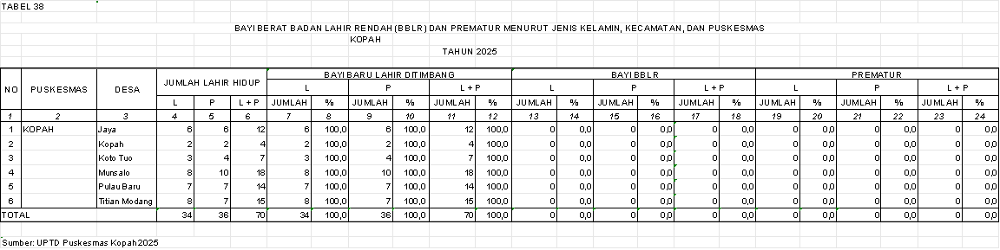 TABEL 38
BAYI BERAT BADAN LAHIR RENDAH (BBLR) DAN PREMATUR MENURUT JENIS KELAMIN, KECAMATAN, DAN PUSKESMAS
KOPAH
TAHUN 2025
NO PUSKESMAS DESA JUMLAH LAHIR HIDUP BAYI BARU LAHIR DITIMBANG BAYI BBLR PREMATUR
L P L + P L P L + P L P L + P
L P L + P JUMLAH % JUMLAH % JUMLAH % JUMLAH % JUMLAH % JUMLAH % JUMLAH % JUMLAH % JUMLAH %
1 2 3 4 5 6 7 8 9 10 11 12 13 14 15 16 17 18 19 20 21 22 23 24
1 KOPAH Jaya 6 6 12 6 100,0 6 100,0 12 100,0 0 0,0 0 0,0 0 0,0 0 0,0 0 0,0 0 0,0
2 Kopah 2 2 4 2 100,0 2 100,0 4 100,0 0 0,0 0 0,0 0 0,0 0 0,0 0 0,0 0 0,0
3 Koto Tuo 3 4 7 3 100,0 4 100,0 7 100,0 0 0,0 0 0,0 0 0,0 0 0,0 0 0,0 0 0,0
4 Munsalo 8 10 18 8 100,0 10 100,0 18 100,0 0 0,0 0 0,0 0 0,0 0 0,0 0 0,0 0 0,0
5 Pulau Baru 7 7 14 7 100,0 7 100,0 14 100,0 0 0,0 0 0,0 0 0,0 0 0,0 0 0,0 0 0,0
6 Titian Modang 8 7 15 8 100,0 7 100,0 15 100,0 0 0,0 0 0,0 0 0,0 0 0,0 0 0,0 0 0,0
TOTAL 34 36 70 34 100,0 36 100,0 70 100,0 0 0,0 0 0,0 0 0,0 0 0,0 0 0,0 0 0,0
Sumber: UPTD Puskesmas Kopah 2025